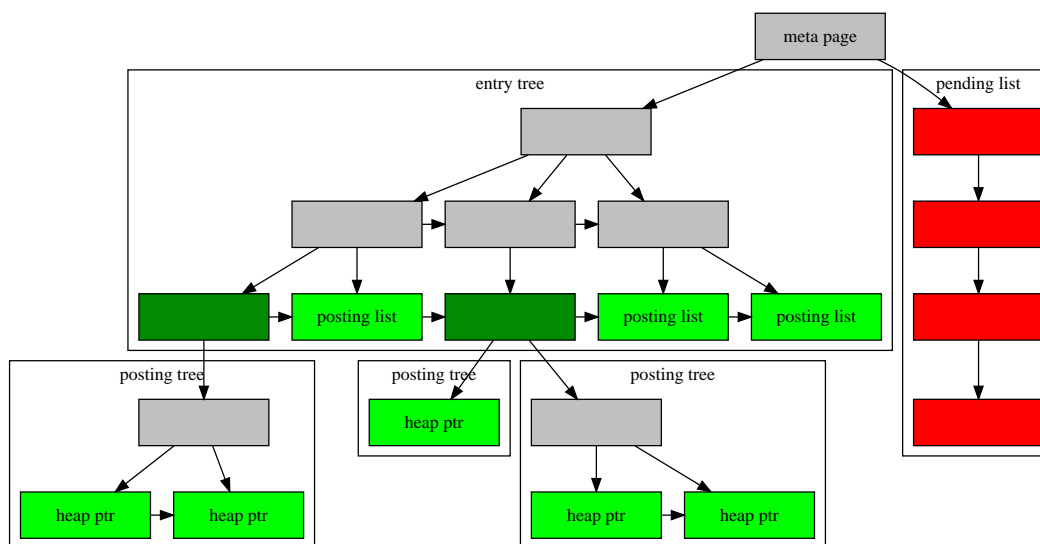 meta page
entry tree
pending list
posting list
posting list
posting list
posting tree
posting tree
posting tree
heap ptr
heap ptr
heap ptr
heap ptr
heap ptr